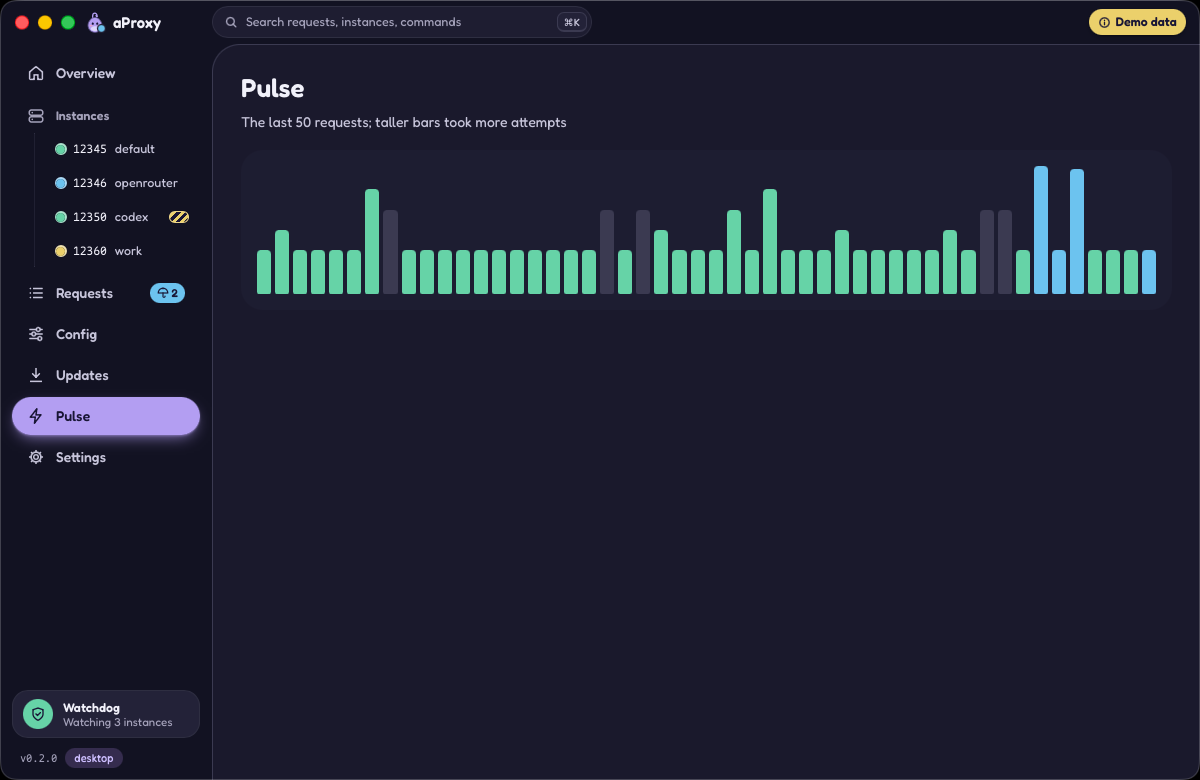 aProxy
Search requests, instances, commands
⌘K
Demo data
Overview
Instances
12345 default
12346 openrouter
12350 codex
12360 work
Requests
2
Config
Updates
Pulse
Settings
Watchdog
Watching 3 instances
v0.2.0 desktop
Pulse
The last 50 requests; taller bars took more attempts